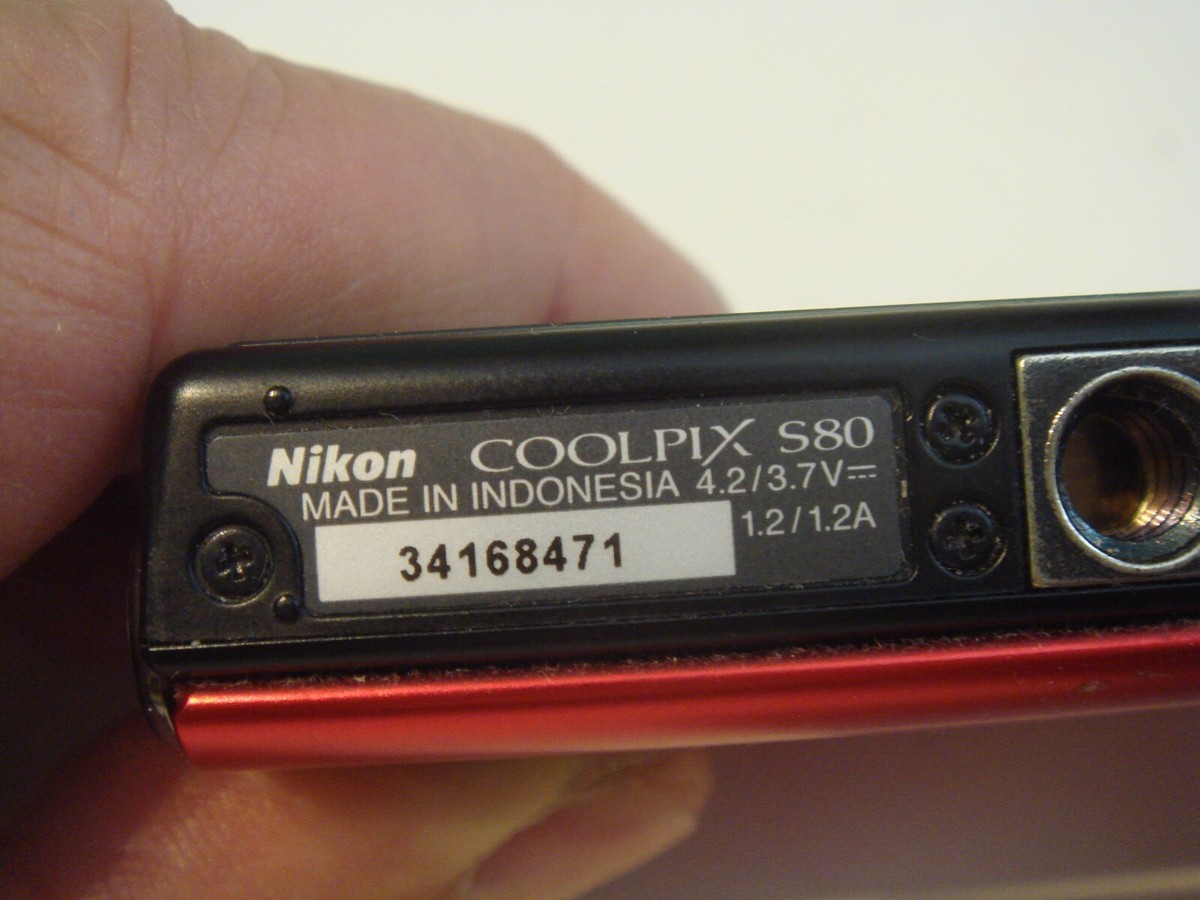 Nikon COOLPIX S80
MADE IN INDONESIA 4.2/3.7V⎓
1.2/1.2A
34168471